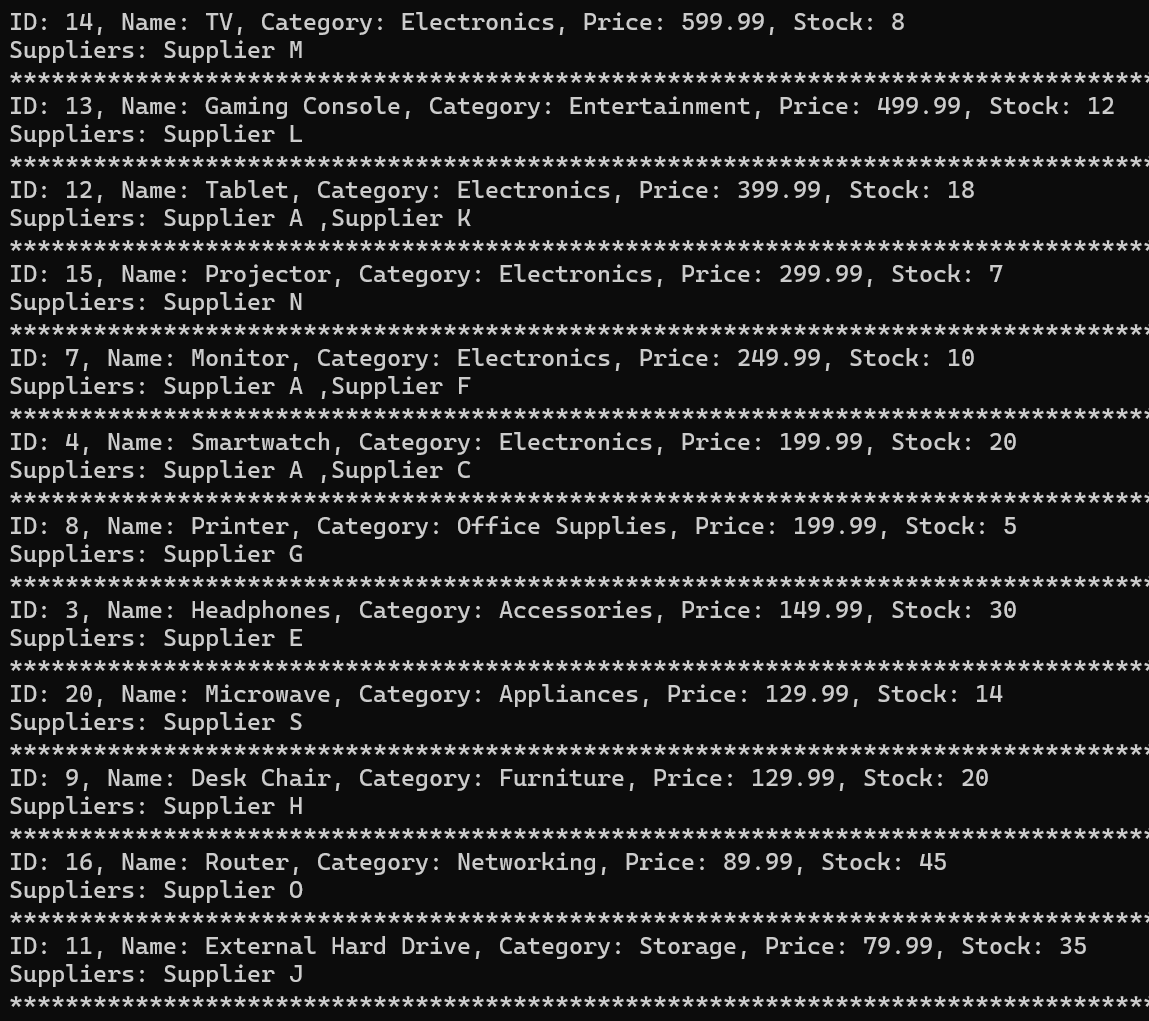 ID: 14, Name: TV, Category: Electronics, Price: 599.99, Stock: 8
Suppliers: Supplier M
**********************************************************************************
ID: 13, Name: Gaming Console, Category: Entertainment, Price: 499.99, Stock: 12
Suppliers: Supplier L
**********************************************************************************
ID: 12, Name: Tablet, Category: Electronics, Price: 399.99, Stock: 18
Suppliers: Supplier A ,Supplier K
**********************************************************************************
ID: 15, Name: Projector, Category: Electronics, Price: 299.99, Stock: 7
Suppliers: Supplier N
**********************************************************************************
ID: 7, Name: Monitor, Category: Electronics, Price: 249.99, Stock: 10
Suppliers: Supplier A ,Supplier F
**********************************************************************************
ID: 4, Name: Smartwatch, Category: Electronics, Price: 199.99, Stock: 20
Suppliers: Supplier A ,Supplier C
**********************************************************************************
ID: 8, Name: Printer, Category: Office Supplies, Price: 199.99, Stock: 5
Suppliers: Supplier G
**********************************************************************************
ID: 3, Name: Headphones, Category: Accessories, Price: 149.99, Stock: 30
Suppliers: Supplier E
**********************************************************************************
ID: 20, Name: Microwave, Category: Appliances, Price: 129.99, Stock: 14
Suppliers: Supplier S
**********************************************************************************
ID: 9, Name: Desk Chair, Category: Furniture, Price: 129.99, Stock: 20
Suppliers: Supplier H
**********************************************************************************
ID: 16, Name: Router, Category: Networking, Price: 89.99, Stock: 45
Suppliers: Supplier O
**********************************************************************************
ID: 11, Name: External Hard Drive, Category: Storage, Price: 79.99, Stock: 35
Suppliers: Supplier J
**********************************************************************************